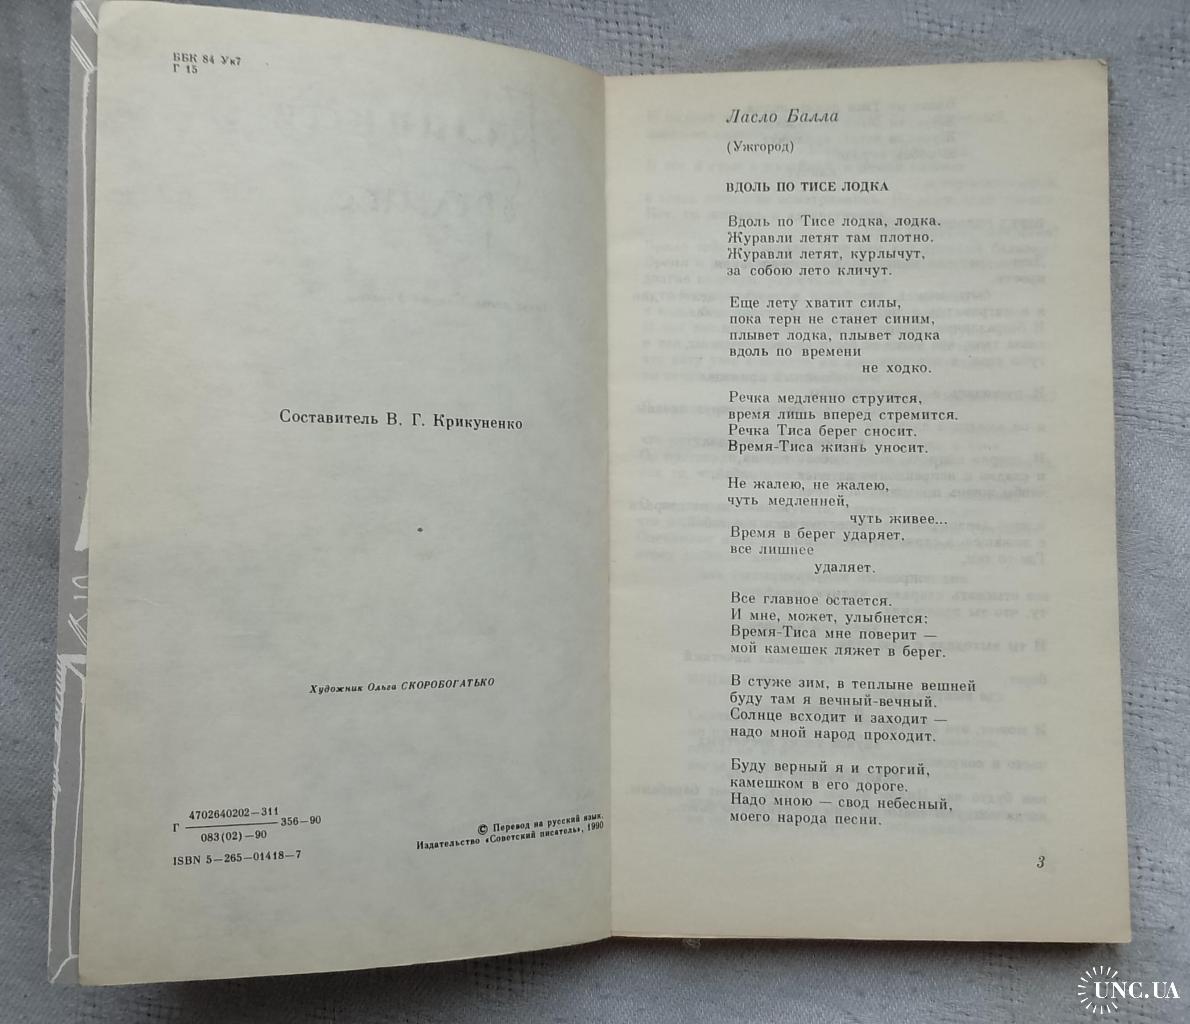 ББК 84 Ук7
Г 15
Составитель В. Г. Крикуненко
Художник Ольга СКОРОБОГАТЬКО
Г 4702640202—311 356—90
083(02)—90
ISBN 5—265—01418—7
© Перевод на русский язык.
Издательство «Советский писатель», 1990
Ласло Балла
(Ужгород)
ВДОЛЬ ПО ТИСЕ ЛОДКА
Вдоль по Тисе лодка, лодка.
Журавли летят там плотно.
Журавли летят, курлычут,
за собою лето кличут.
Еще лету хватит силы,
пока терн не станет синим,
плывет лодка, плывет лодка
вдоль по времени
не ходко.
Речка медленно струится,
время лишь вперед стремится.
Речка Тиса берег сносит.
Время-Тиса жизнь уносит.
Не жалею, не жалею,
чуть медленней,
чуть живее...
Время в берег ударяет,
все лишнее
удаляет.
Все главное остается.
И мне, может, улыбнется:
Время-Тиса мне поверит —
мой камешек ляжет в берег.
В стуже зим, в теплыне вешней
буду там я вечный-вечный.
Солнце всходит и заходит —
надо мной народ проходит.
Буду верный я и строгий,
камешком в его дороге.
Надо мною — свод небесный,
моего народа песни.
3
UNC.UA